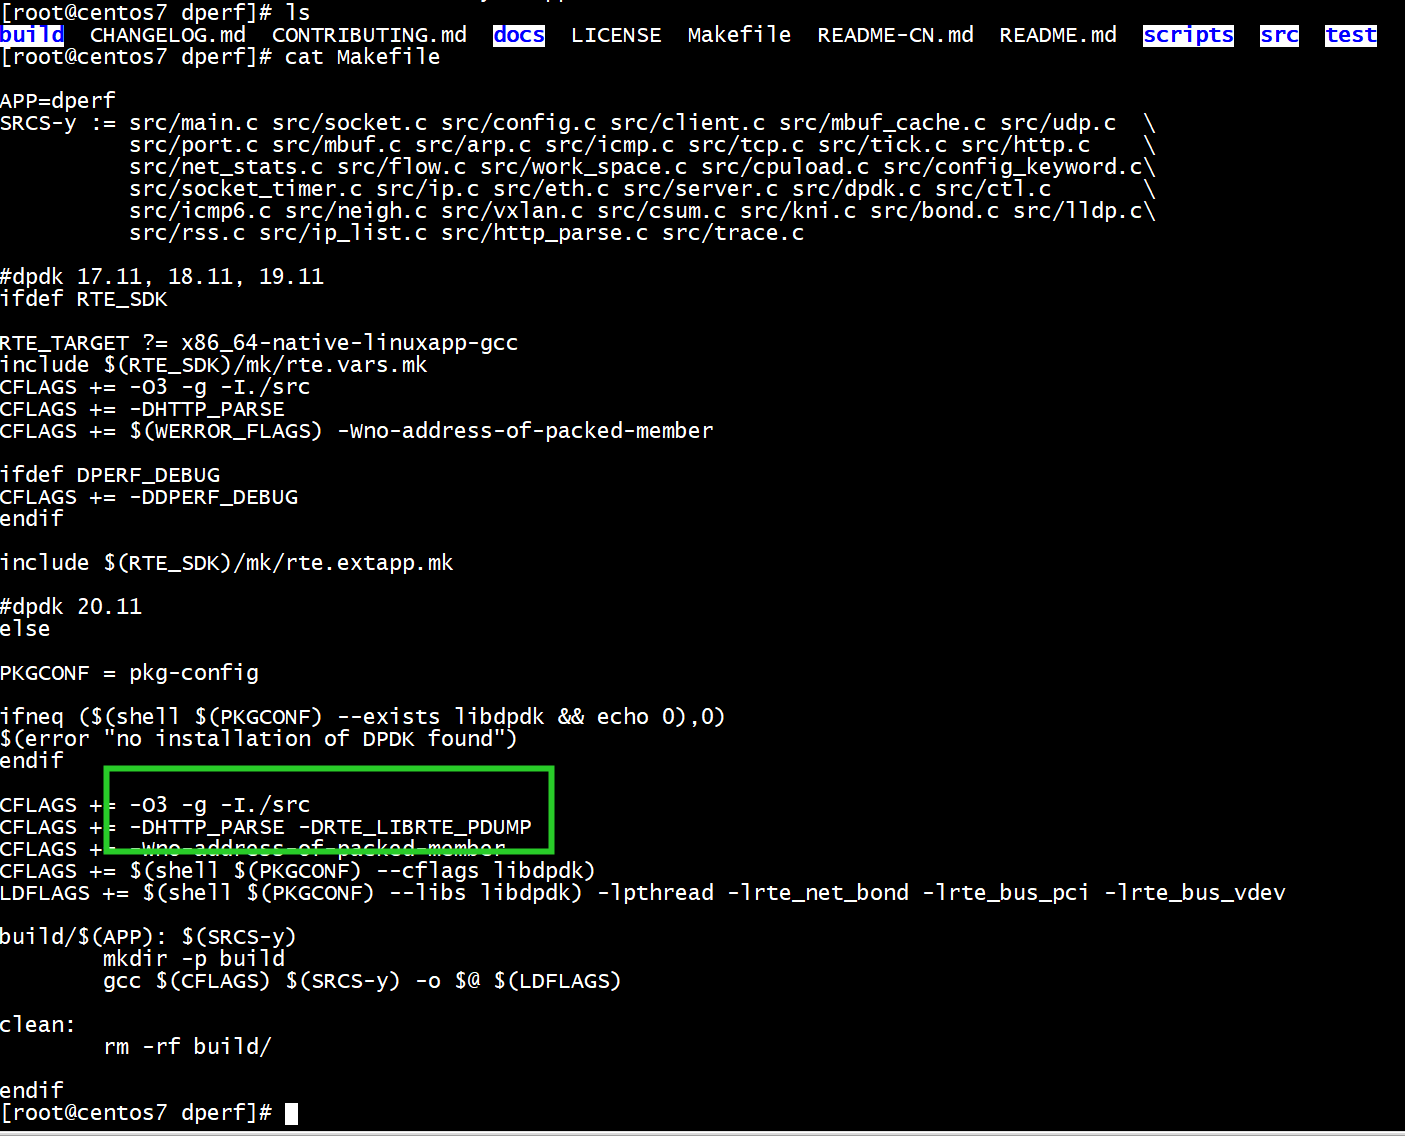 [root@centos7 dperf]# ls
build  CHANGELOG.md  CONTRIBUTING.md  docs  LICENSE  Makefile  README-CN.md  README.md  scripts  src  test
[root@centos7 dperf]# cat Makefile
APP=dperf
SRCS-y := src/main.c src/socket.c src/config.c src/client.c src/mbuf_cache.c src/udp.c  \
          src/port.c src/mbuf.c src/arp.c src/icmp.c src/tcp.c src/tick.c src/http.c    \
          src/net_stats.c src/flow.c src/work_space.c src/cpuload.c src/config_keyword.c\
          src/socket_timer.c src/ip.c src/eth.c src/server.c src/dpdk.c src/ctl.c       \
          src/icmp6.c src/neigh.c src/vxlan.c src/csum.c src/kni.c src/bond.c src/lldp.c\
          src/rss.c src/ip_list.c src/http_parse.c src/trace.c
#dpdk 17.11, 18.11, 19.11
ifdef RTE_SDK
RTE_TARGET ?= x86_64-native-linuxapp-gcc
include $(RTE_SDK)/mk/rte.vars.mk
CFLAGS += -O3 -g -I./src
CFLAGS += -DHTTP_PARSE
CFLAGS += $(WERROR_FLAGS) -Wno-address-of-packed-member
ifdef DPERF_DEBUG
CFLAGS += -DDPERF_DEBUG
endif
include $(RTE_SDK)/mk/rte.extapp.mk
#dpdk 20.11
else
PKGCONF = pkg-config
ifneq ($(shell $(PKGCONF) --exists libdpdk && echo 0),0)
$(error "no installation of DPDK found")
endif
CFLAGS += -O3 -g -I./src
CFLAGS += -DHTTP_PARSE -DRTE_LIBRTE_PDUMP
CFLAGS += -Wno-address-of-packed-member
CFLAGS += $(shell $(PKGCONF) --cflags libdpdk)
LDFLAGS += $(shell $(PKGCONF) --libs libdpdk) -lpthread -lrte_net_bond -lrte_bus_pci -lrte_bus_vdev
build/$(APP): $(SRCS-y)
        mkdir -p build
        gcc $(CFLAGS) $(SRCS-y) -o $@ $(LDFLAGS)
clean:
        rm -rf build/
endif
[root@centos7 dperf]#